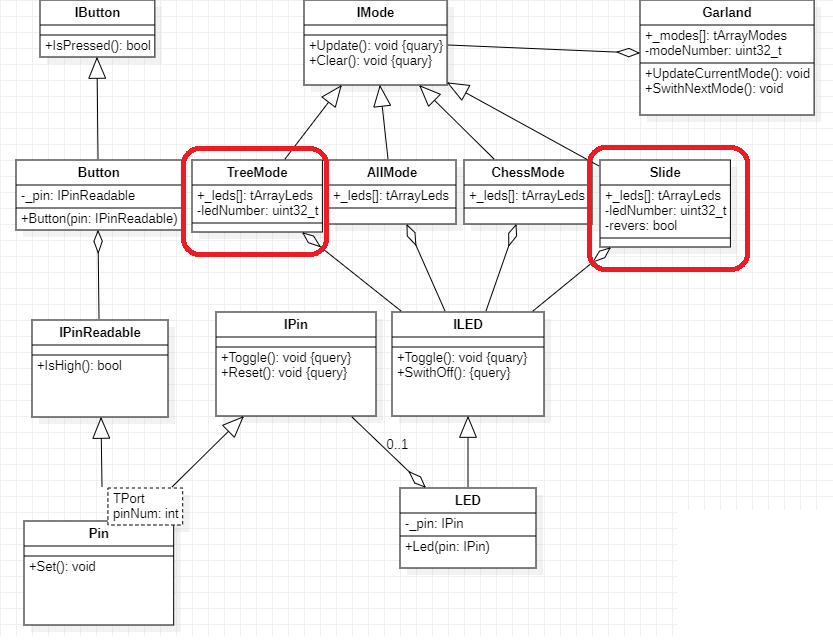 IButton
+IsPressed(): bool
IMode
+Update(): void {quary}
+Clear(): void {quary}
Garland
+_modes[]: tArrayModes
-modeNumber: uint32_t
+UpdateCurrentMode(): void
+SwithNextMode(): void
Button
-_pin: IPinReadable
+Button(pin: IPinReadable)
TreeMode
+_leds[]: tArrayLeds
-ledNumber: uint32_t
AllMode
+_leds[]: tArrayLeds
ChessMode
+_leds[]: tArrayLeds
Slide
+_leds[]: tArrayLeds
-ledNumber: uint32_t
-revers: bool
IPinReadable
+IsHigh(): bool
IPin
+Toggle(): void {query}
+Reset(): void {query}
ILED
+Toggle(): void {quary}
+SwithOff(): {query}
0..1
TPort
pinNum: int
Pin
+Set(): void
LED
-_pin: IPin
+Led(pin: IPin)